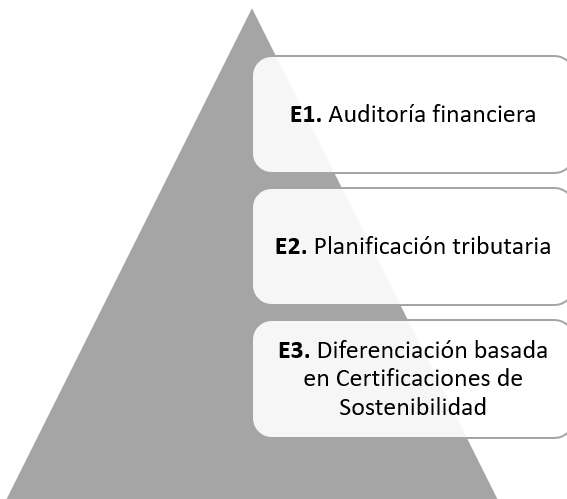 E1. Auditoría financiera
E2. Planificación tributaria
E3. Diferenciación basada
en Certificaciones de
Sostenibilidad